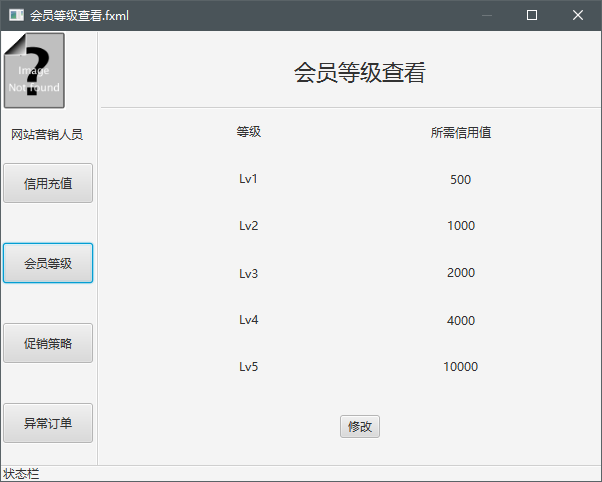 会员等级查看.fxml
?
Image
Not found
网站营销人员
信用充值
会员等级
促销策略
异常订单
会员等级查看
等级 所需信用值
Lv1 500
Lv2 1000
Lv3 2000
Lv4 4000
Lv5 10000
修改
状态栏